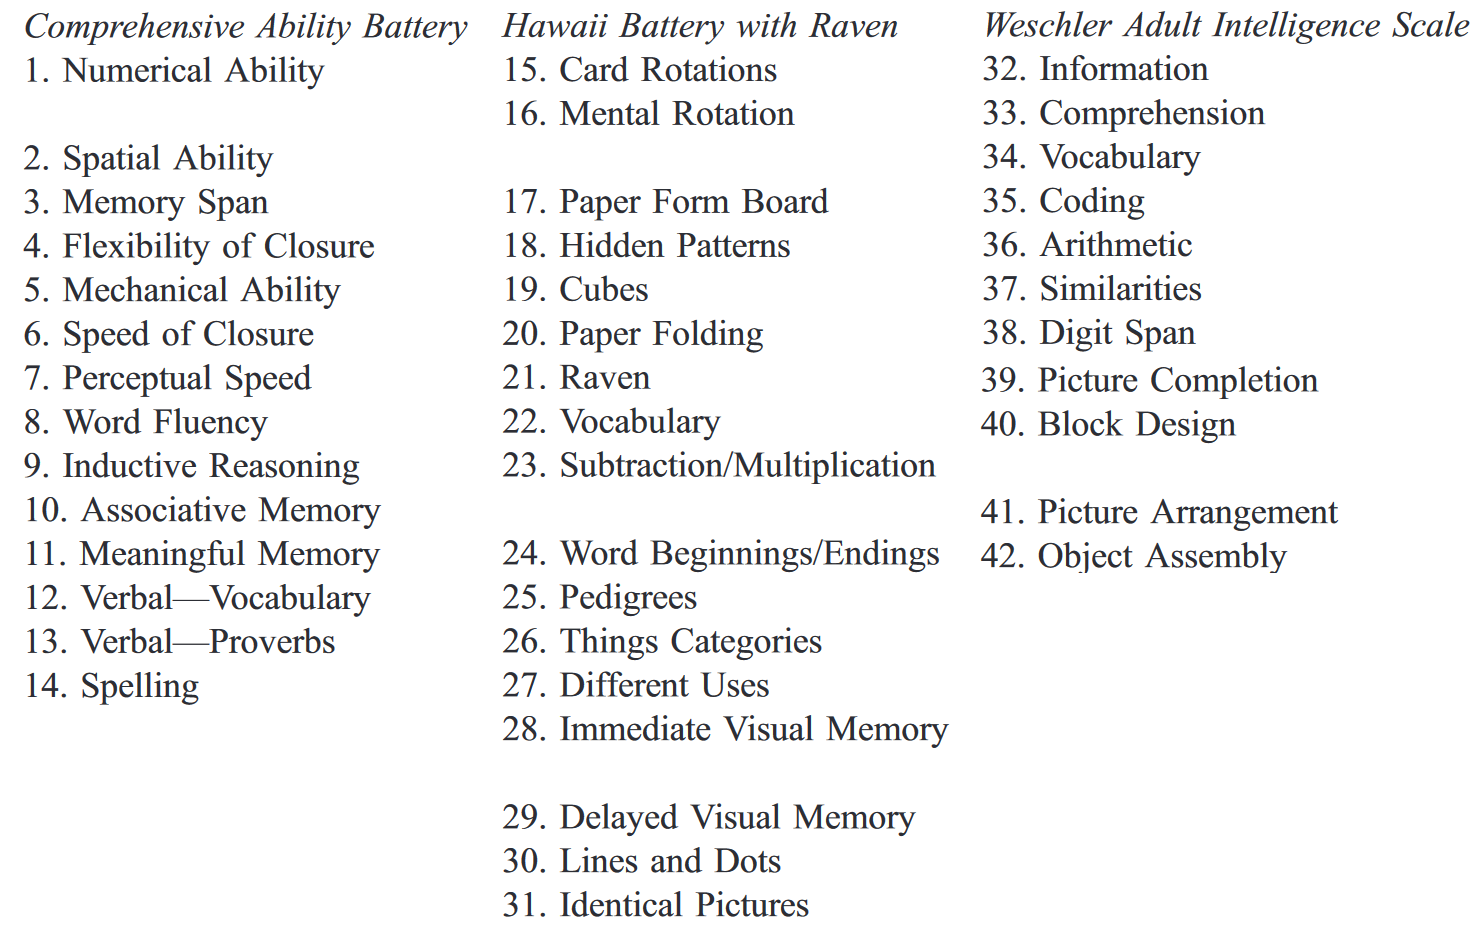 Comprehensive Ability Battery
1. Numerical Ability
2. Spatial Ability
3. Memory Span
4. Flexibility of Closure
5. Mechanical Ability
6. Speed of Closure
7. Perceptual Speed
8. Word Fluency
9. Inductive Reasoning
10. Associative Memory
11. Meaningful Memory
12. Verbal—Vocabulary
13. Verbal—Proverbs
14. Spelling
Hawaii Battery with Raven
15. Card Rotations
16. Mental Rotation
17. Paper Form Board
18. Hidden Patterns
19. Cubes
20. Paper Folding
21. Raven
22. Vocabulary
23. Subtraction/Multiplication
24. Word Beginnings/Endings
25. Pedigrees
26. Things Categories
27. Different Uses
28. Immediate Visual Memory
29. Delayed Visual Memory
30. Lines and Dots
31. Identical Pictures
Weschler Adult Intelligence Scale
32. Information
33. Comprehension
34. Vocabulary
35. Coding
36. Arithmetic
37. Similarities
38. Digit Span
39. Picture Completion
40. Block Design
41. Picture Arrangement
42. Object Assembly